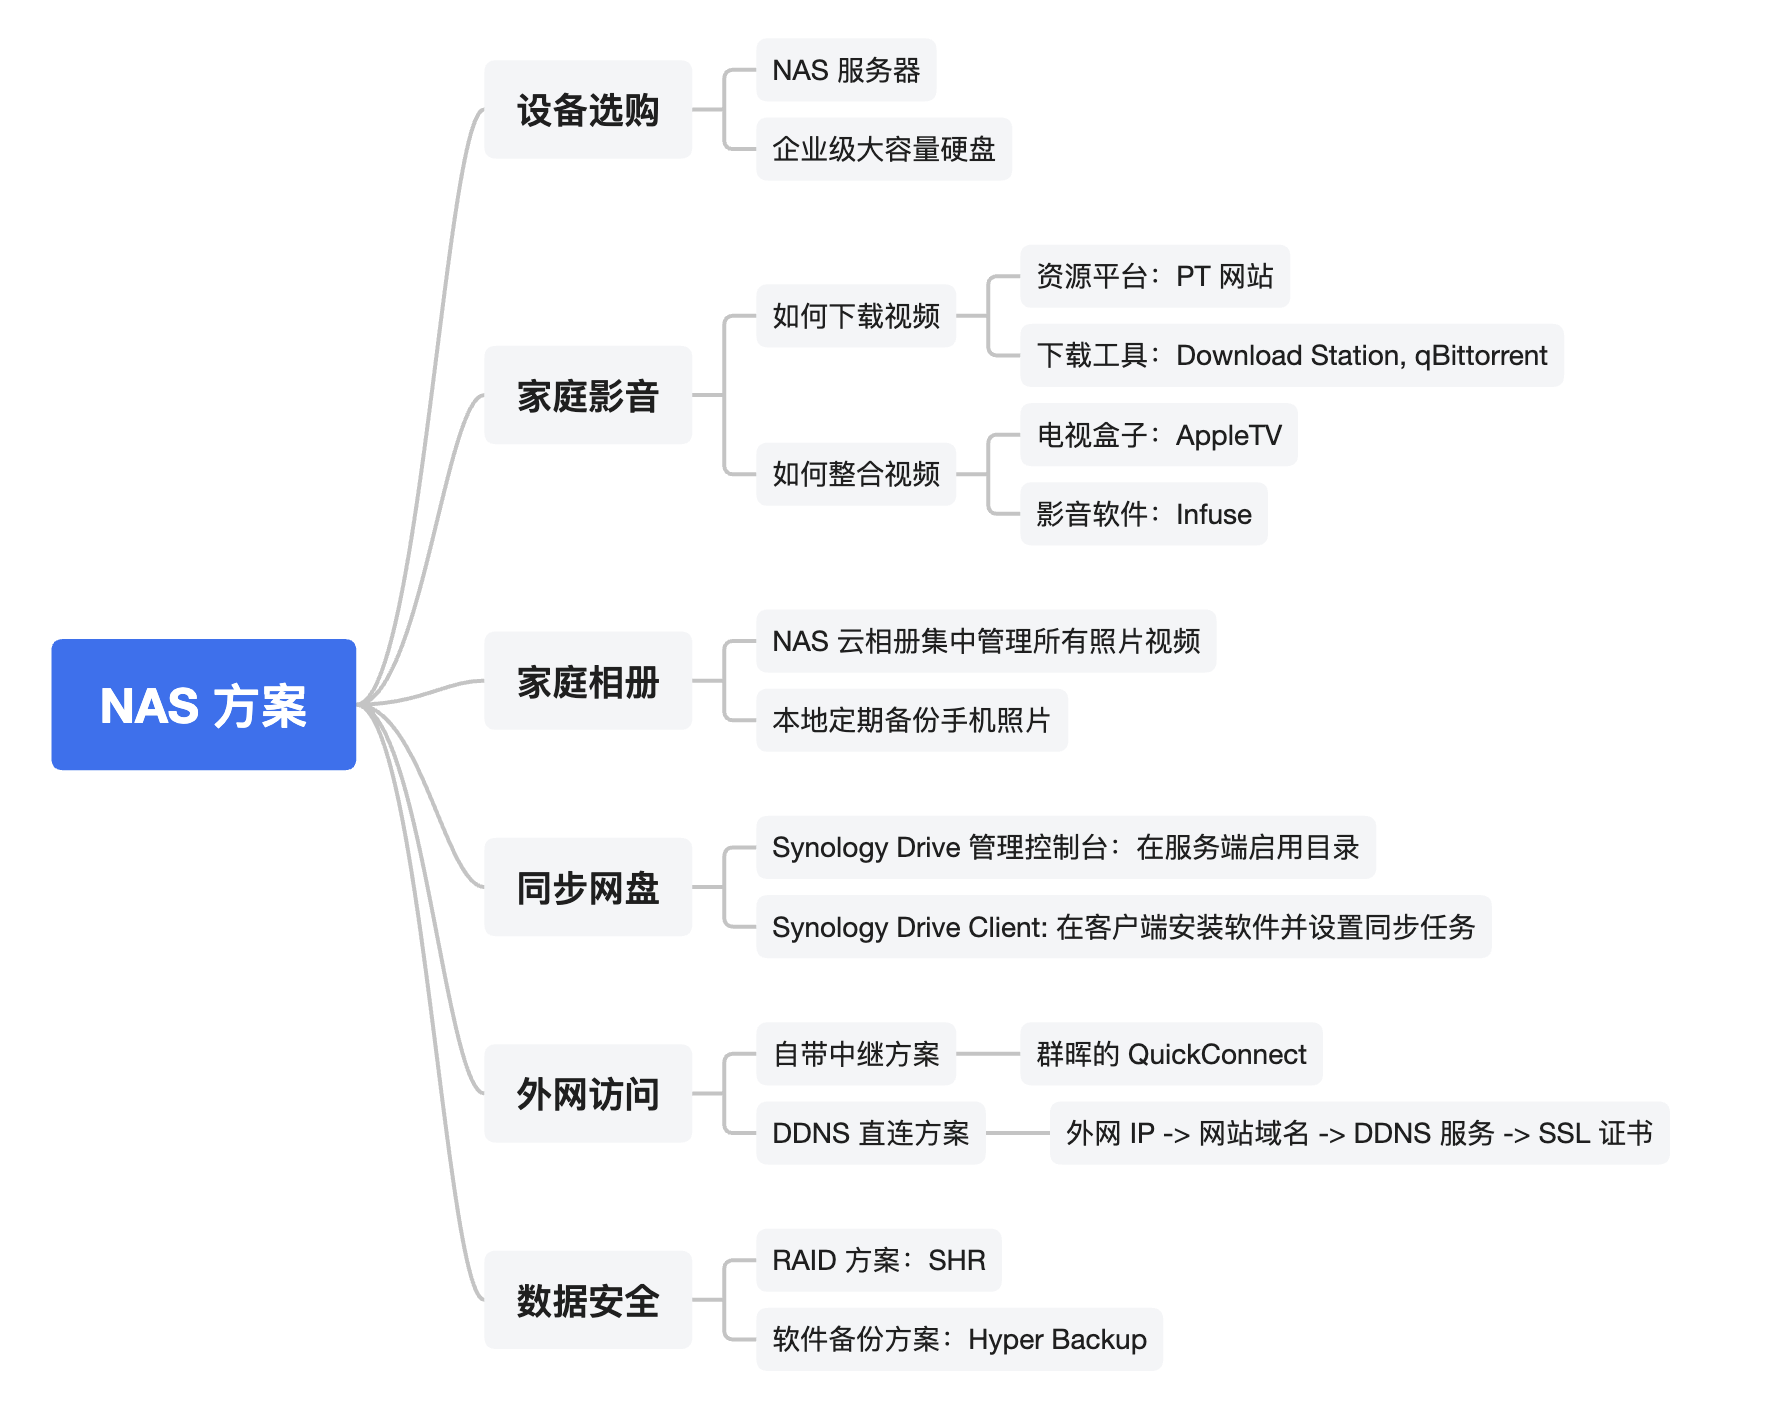 NAS 方案
设备选购
NAS 服务器
企业级大容量硬盘
家庭影音
如何下载视频
资源平台：PT 网站
下载工具：Download Station, qBittorrent
如何整合视频
电视盒子：AppleTV
影音软件：Infuse
家庭相册
NAS 云相册集中管理所有照片视频
本地定期备份手机照片
同步网盘
Synology Drive 管理控制台：在服务端启用目录
Synology Drive Client: 在客户端安装软件并设置同步任务
外网访问
自带中继方案
群晖的 QuickConnect
DDNS 直连方案
外网 IP -> 网站域名 -> DDNS 服务 -> SSL 证书
数据安全
RAID 方案：SHR
软件备份方案：Hyper Backup